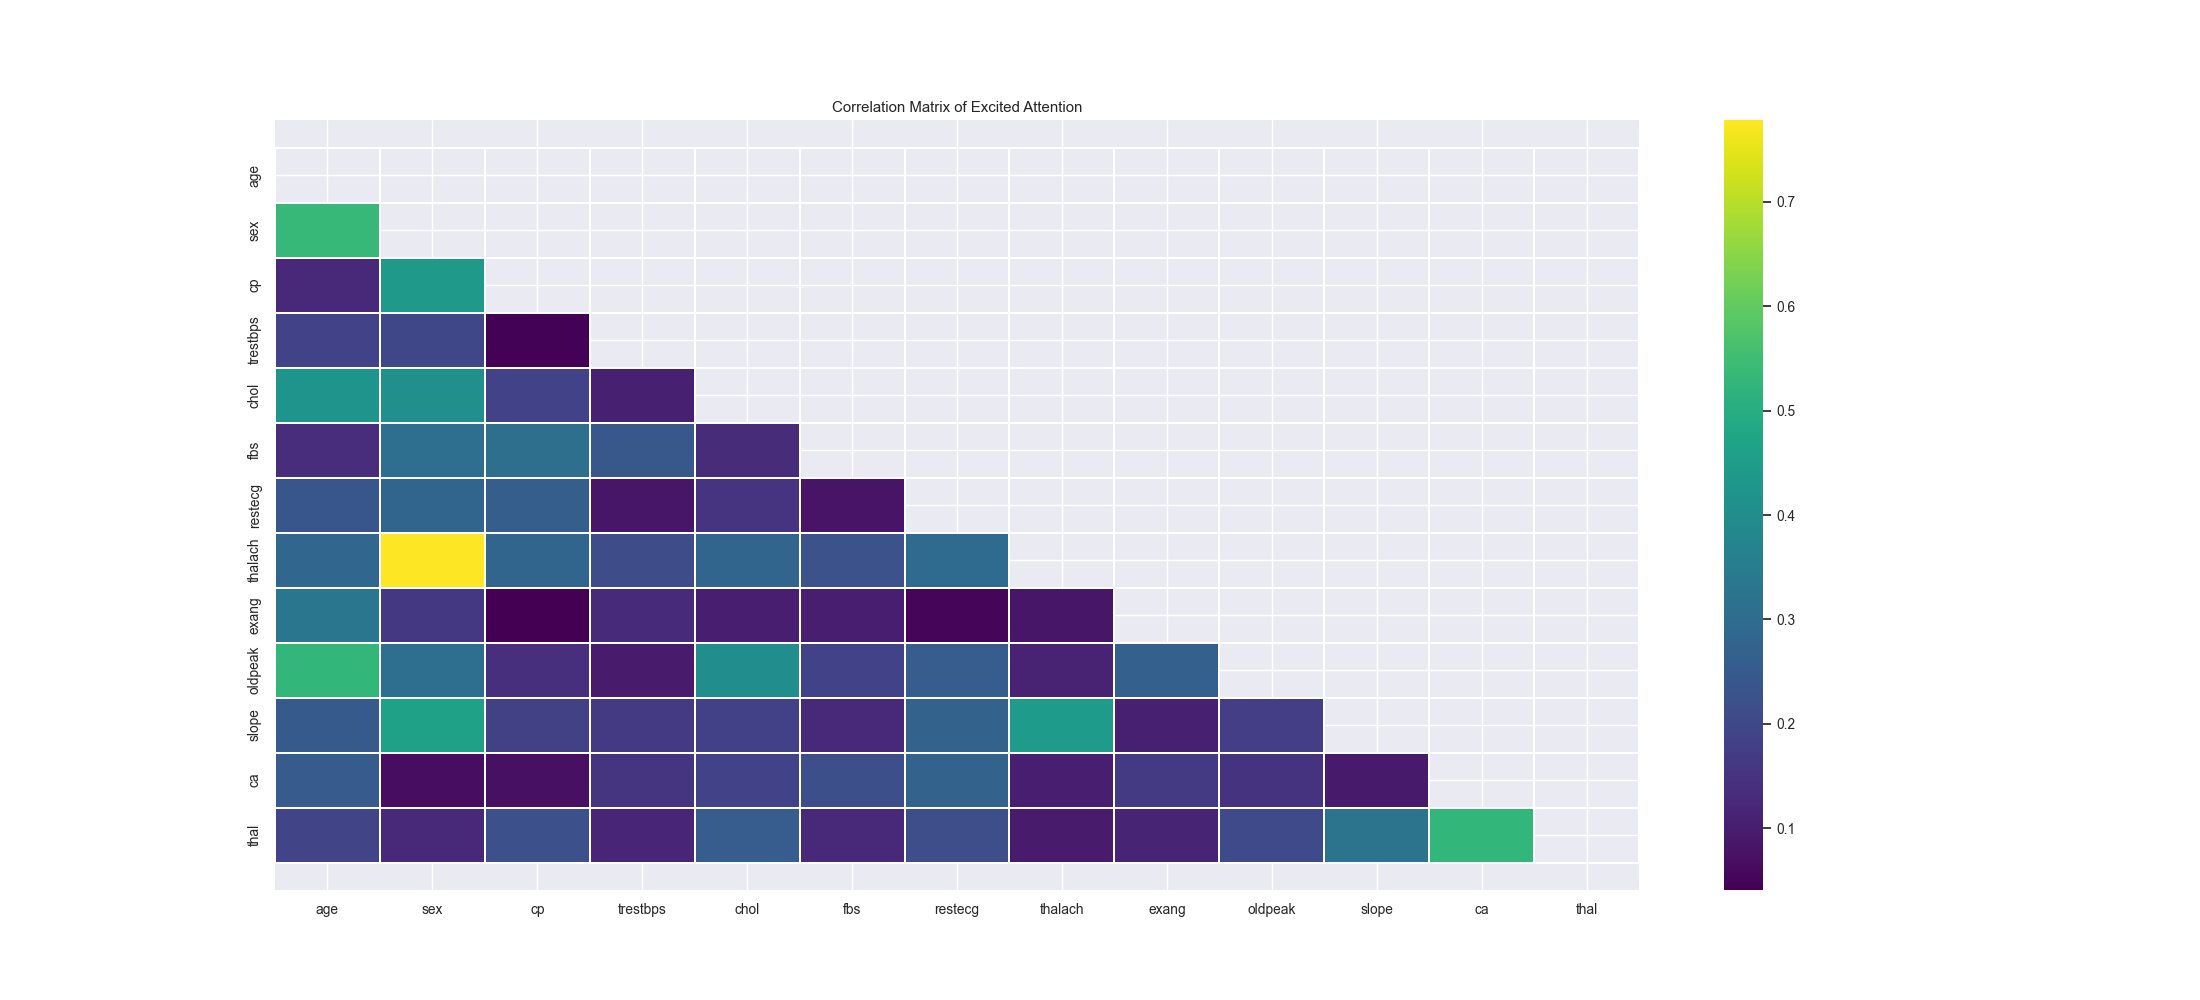 Correlation Matrix of Excited Attention
age
sex
cp
trestbps
chol
fbs
restecg
thalach
exang
oldpeak
slope
ca
thal
age sex cp trestbps chol fbs restecg thalach exang oldpeak slope ca thal
0.7
0.6
0.5
0.4
0.3
0.2
0.1